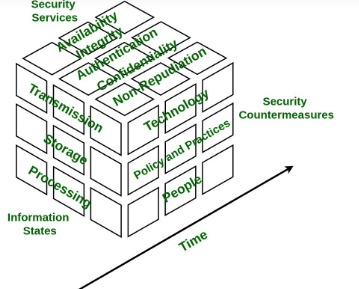 Security
Services
Availability
Integrity
Authentication
Confidentiality
Non-Repudiation
Transmission
Storage
Processing
Technology
Policy and Practices
People
Security
Countermeasures
Information
States
Time